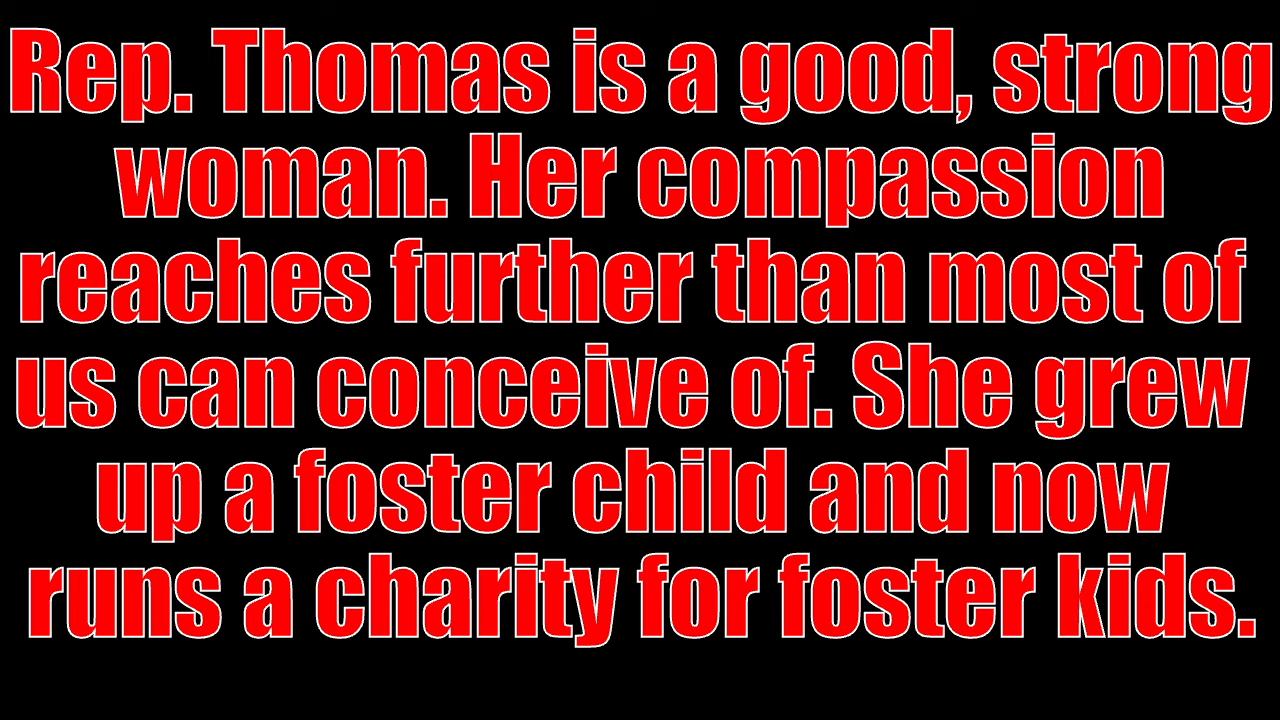 Rep. Thomas is a good, strong
woman. Her compassion
reaches further than most of
us can conceive of. She grew
up a foster child and now
runs a charity for foster kids.